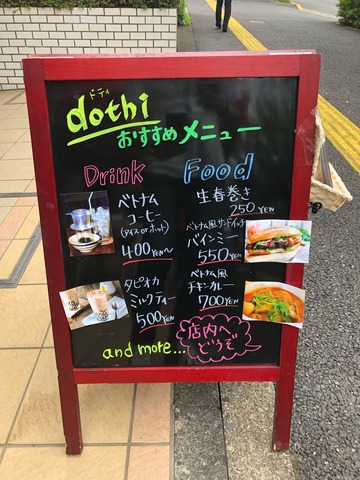 ドティ
dothi
おすすめメニュー
Drink
ベトナム
コーヒー
(アイス or ホット)
400YEN〜
タピオカ
ミルクティー
500YEN
Food
生春巻き
250YEN
ベトナム風サンドイッチ
バインミー
550YEN
ベトナム風
チキンカレー
700YEN
and more...
店内へ
どうぞ